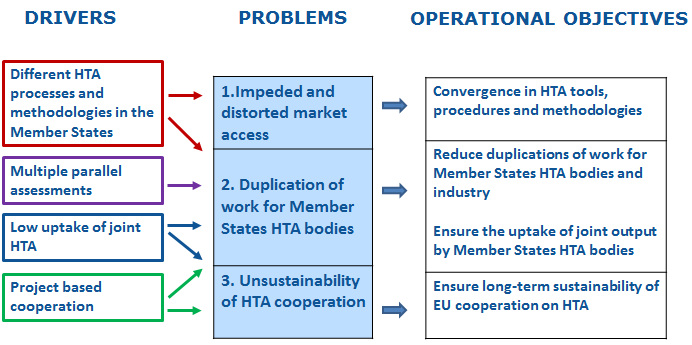 DRIVERS
PROBLEMS
OPERATIONAL OBJECTIVES
Different HTA
processes and
methodologies in the
Member States
Multiple parallel
assessments
Low uptake of joint
HTA
Project based
cooperation
1.Impeded and
distorted market
access
2. Duplication of
work for Member
States HTA bodies
3. Unsustainability
of HTA cooperation
Convergence in HTA tools,
procedures and methodologies
Reduce duplications of work for
Member States HTA bodies and
industry
Ensure the uptake of joint output
by Member States HTA bodies
Ensure long-term sustainability of
EU cooperation on HTA